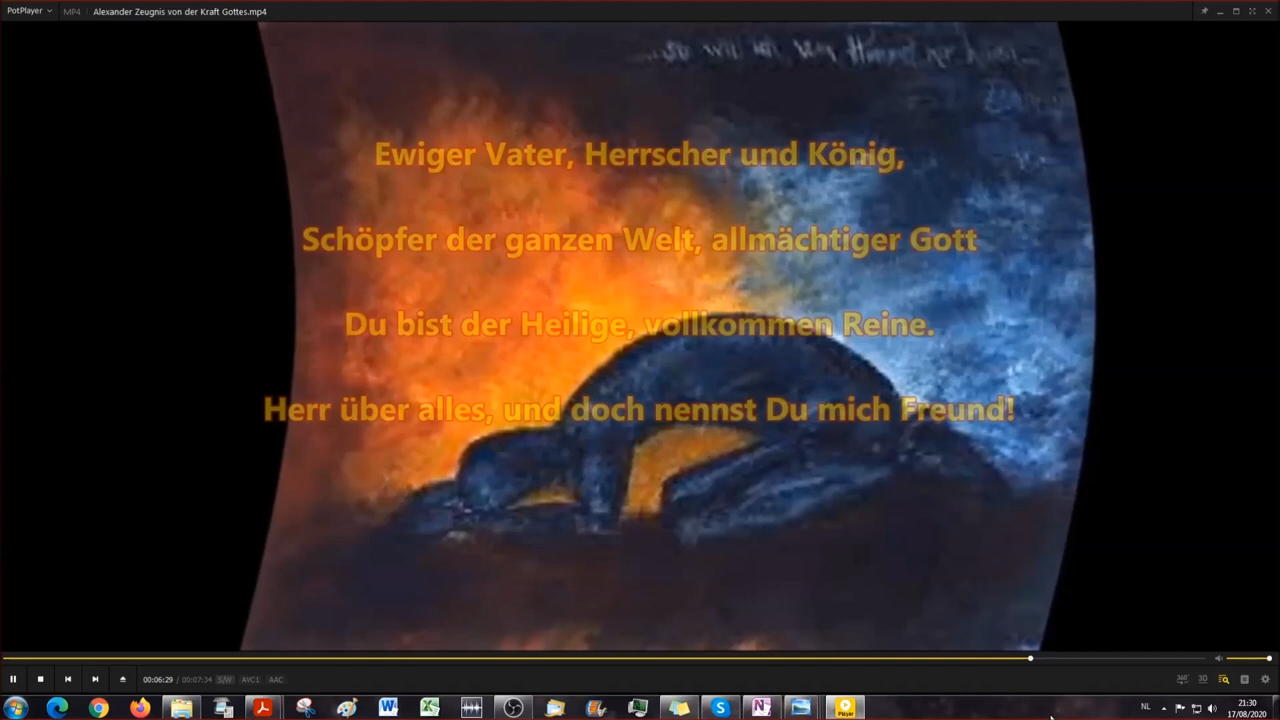 PotPlayer MP4 Alexander Zeugnis von der Kraft Gottes.mp4
Ewiger Vater, Herrscher und König,
Schöpfer der ganzen Welt, allmächtiger Gott
Du bist der Heilige, vollkommen Reine.
Herr über alles, und doch nennst Du mich Freund!
00:06:29 / 00:07:34 S/W AVC1 AAC
360° 3D
NL 21:30
17/08/2020